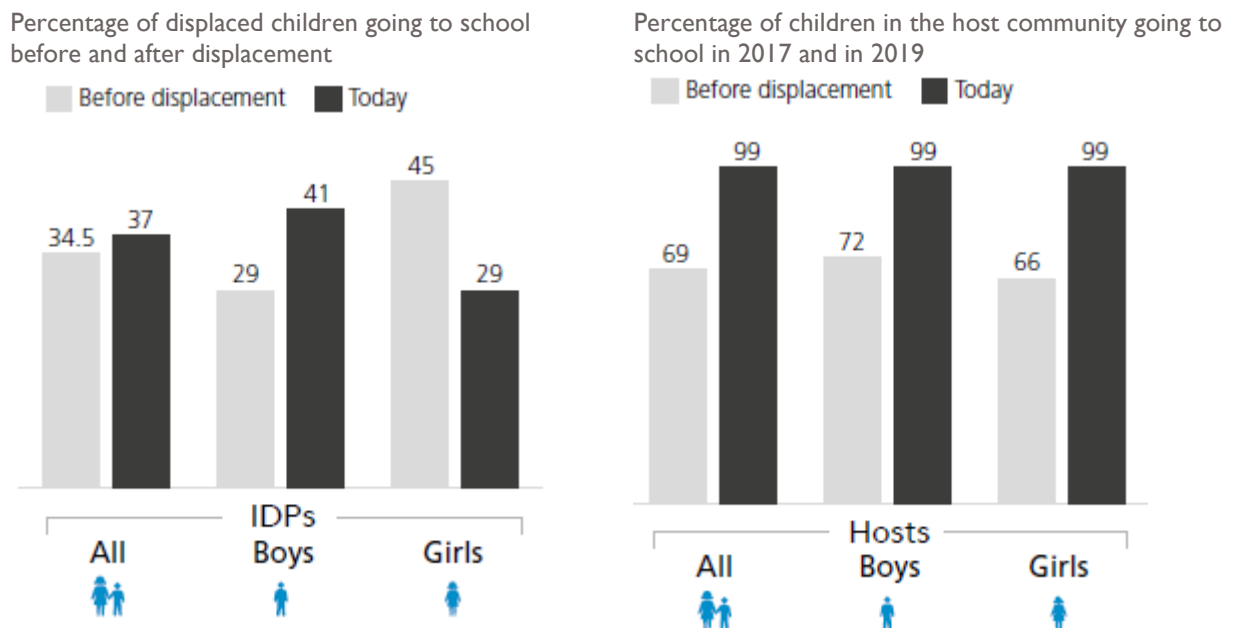 Percentage of displaced children going to school
before and after displacement
Before displacement Today
34.5 37 29 41 45 29
IDPs
All Boys Girls
Percentage of children in the host community going to
school in 2017 and in 2019
Before displacement Today
69 99 72 99 66 99
Hosts
All Boys Girls